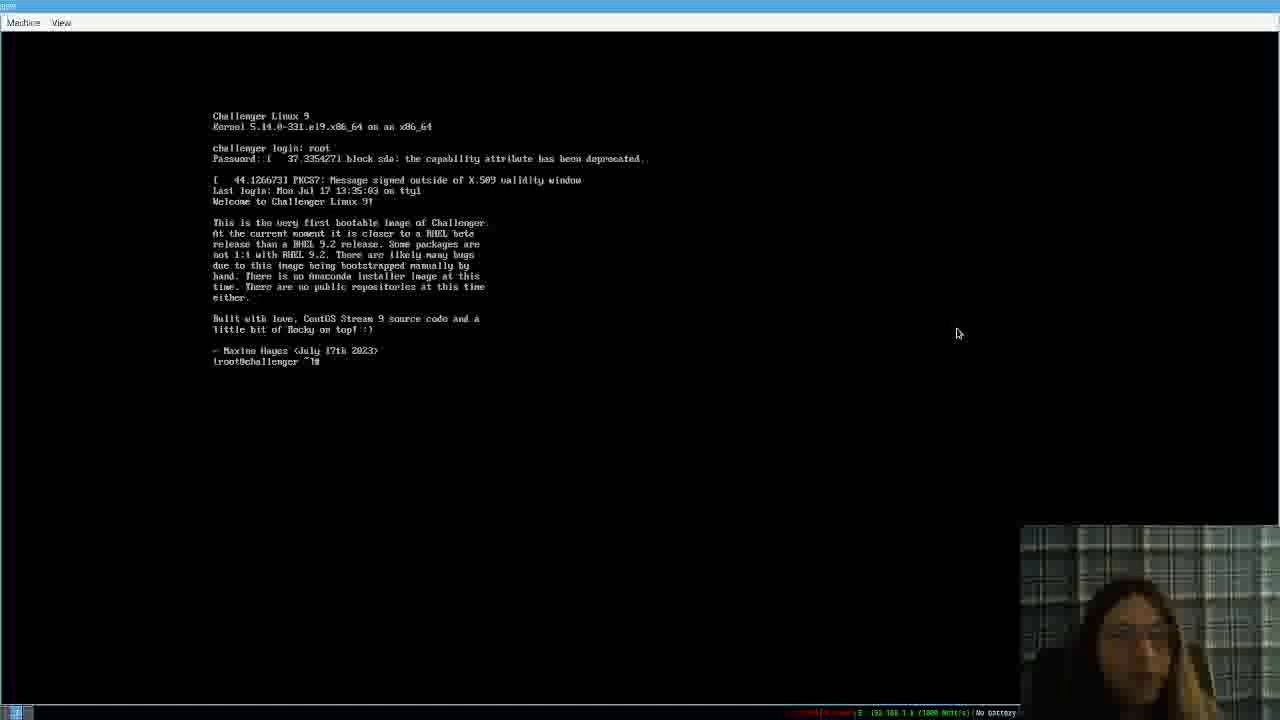 Machine View
Challenger Linux 9
Kernel 5.14.0-331.el9.x86_64 on an x86_64
challenger login: root
Password: [   37.335427] block sda: the capability attribute has been deprecated.
[   44.126673] PKCS7: Message signed outside of X.509 validity window
Last login: Mon Jul 17 13:35:03 on tty1
Welcome to Challenger Linux 9!
This is the very first bootable image of Challenger.
At the current moment it is closer to a RHEL beta
release than a RHEL 9.2 release. Some packages are
not 1:1 with RHEL 9.2. There are likely many bugs
due to this image being bootstrapped manually by
hand. There is no Anaconda installer image at this
time. There are no public repositories at this time
either.
Built with love, CentOS Stream 9 source code and a
little bit of Rocky on top! :)
- Maxine Hayes <July 17th 2023>
[root@challenger ~]#
No battery